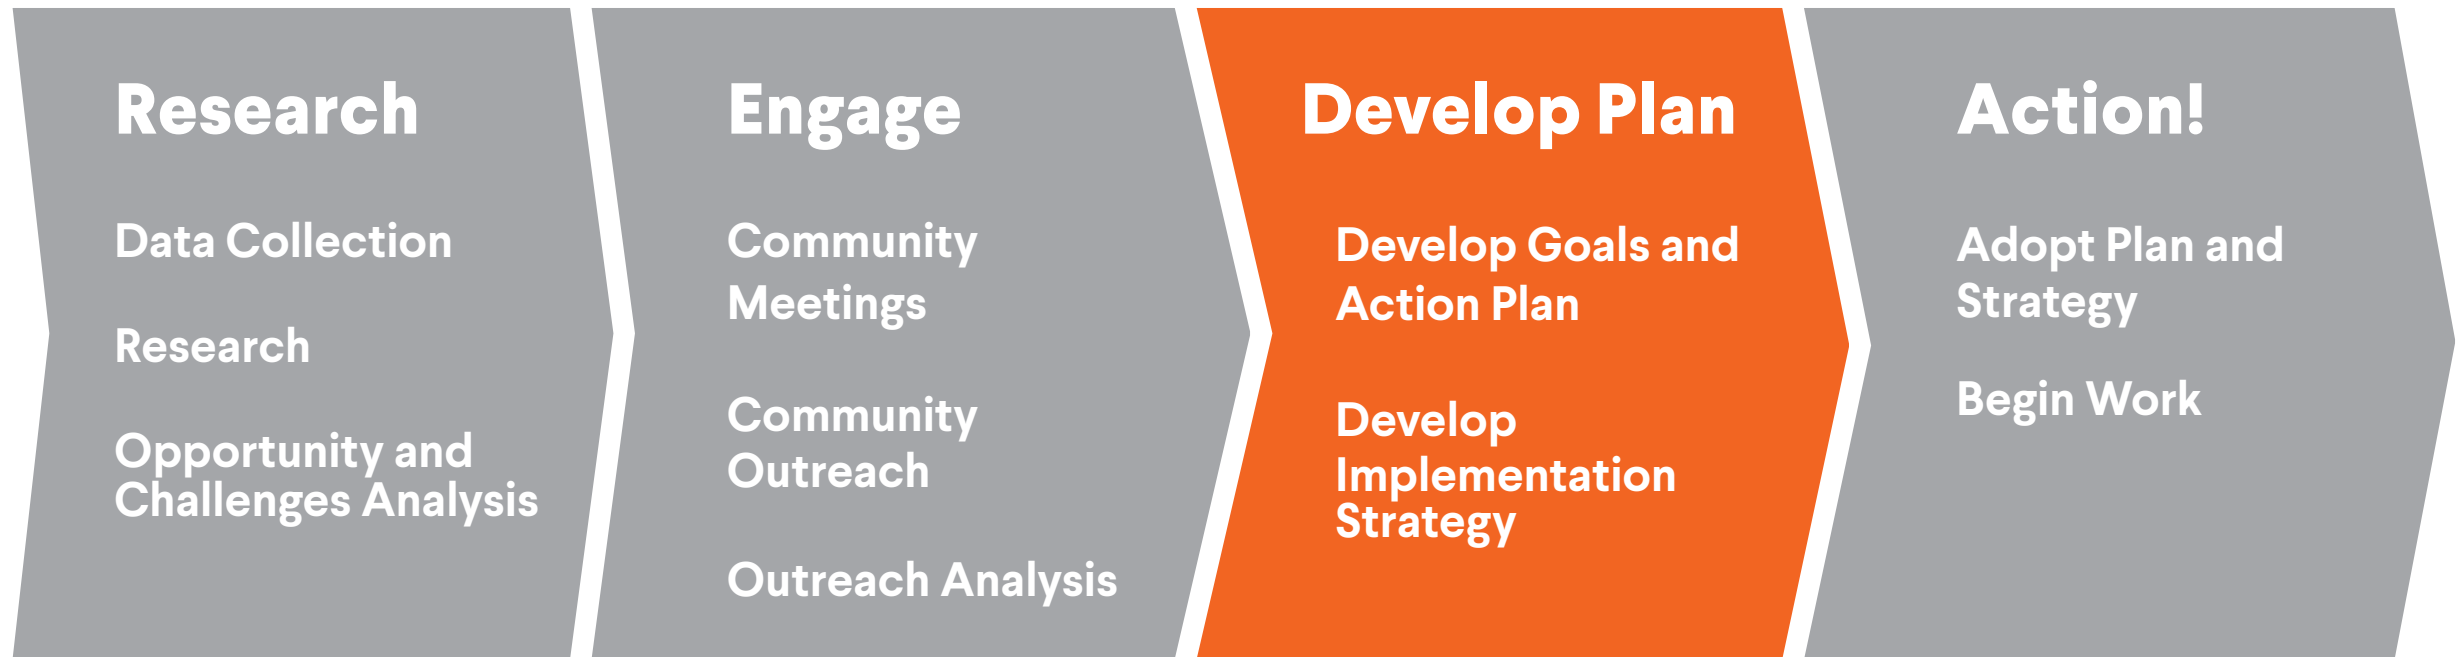 Research
Data Collection
Research
Opportunity and
Challenges Analysis
Engage
Community
Meetings
Community
Outreach
Outreach Analysis
Develop Plan
Develop Goals and
Action Plan
Develop
Implementation
Strategy
Action!
Adopt Plan and
Strategy
Begin Work